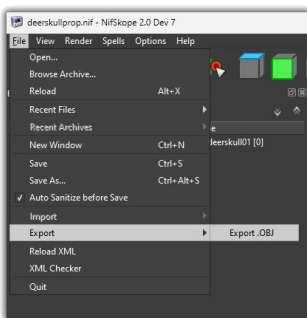 deerskullprop.nif - NifSkope 2.0 Dev 7
File View Render Spells Options Help
Open...
Browse Archive...
Reload Alt+X
Recent Files
Recent Archives
New Window Ctrl+N
deerskull01 [0]
Save Ctrl+S
Save As... Ctrl+Alt+S
Auto Sanitize before Save
Import
Export Export .OBJ
Reload XML
XML Checker
Quit